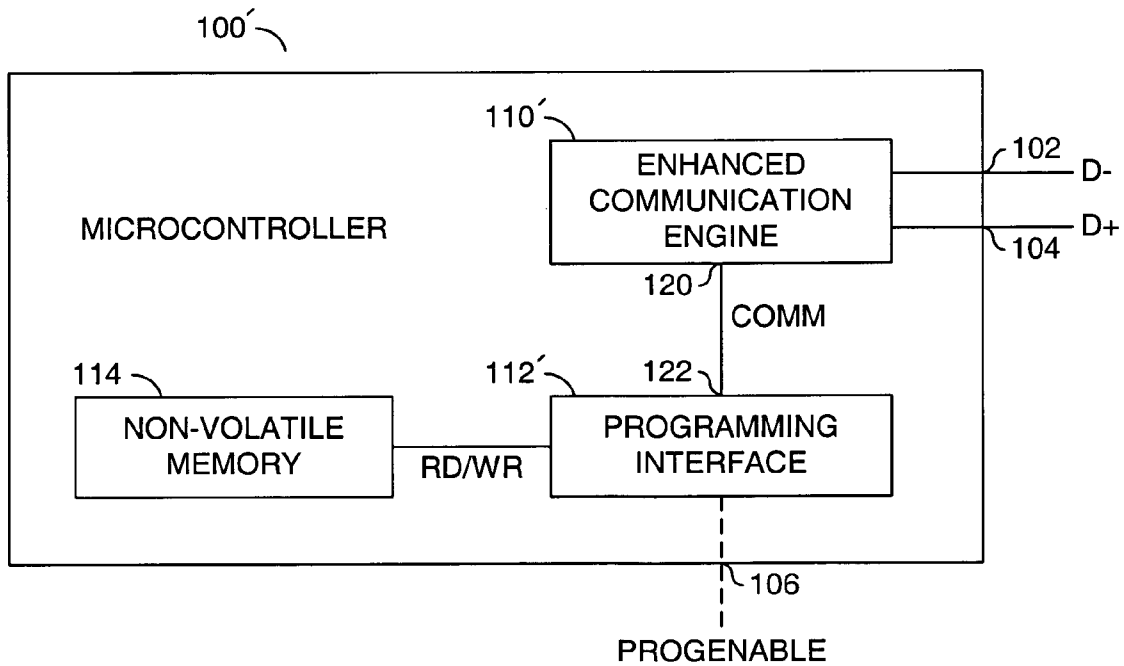 100´
110´
ENHANCED
COMMUNICATION
ENGINE
102
D-
D+
104
MICROCONTROLLER
120
COMM
114
112´
122
NON-VOLATILE
MEMORY
RD/WR
PROGRAMMING
INTERFACE
106
PROGENABLE